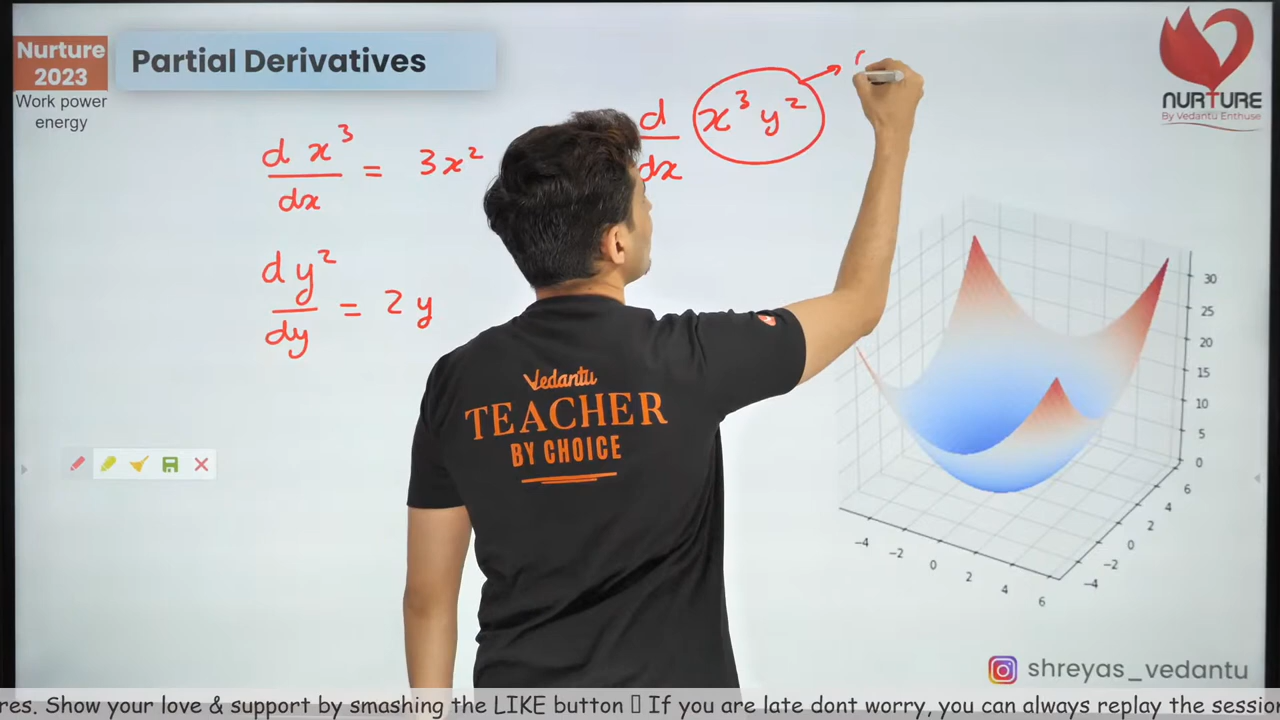 Nurture
2023
Work power
energy
Partial Derivatives
d x³
dx
= 3x²
d y²
dy
= 2y
d
dx
x³y²
NURTURE
By Vedantu Enthuse
30
25
20
15
10
5
0
6
4
2
0
-2
-4
-4
-2
0
2
4
6
Vedantu
TEACHER
BY CHOICE
shreyas_vedantu
res. Show your love & support by smashing the LIKE button If you are late dont worry, you can always replay the session